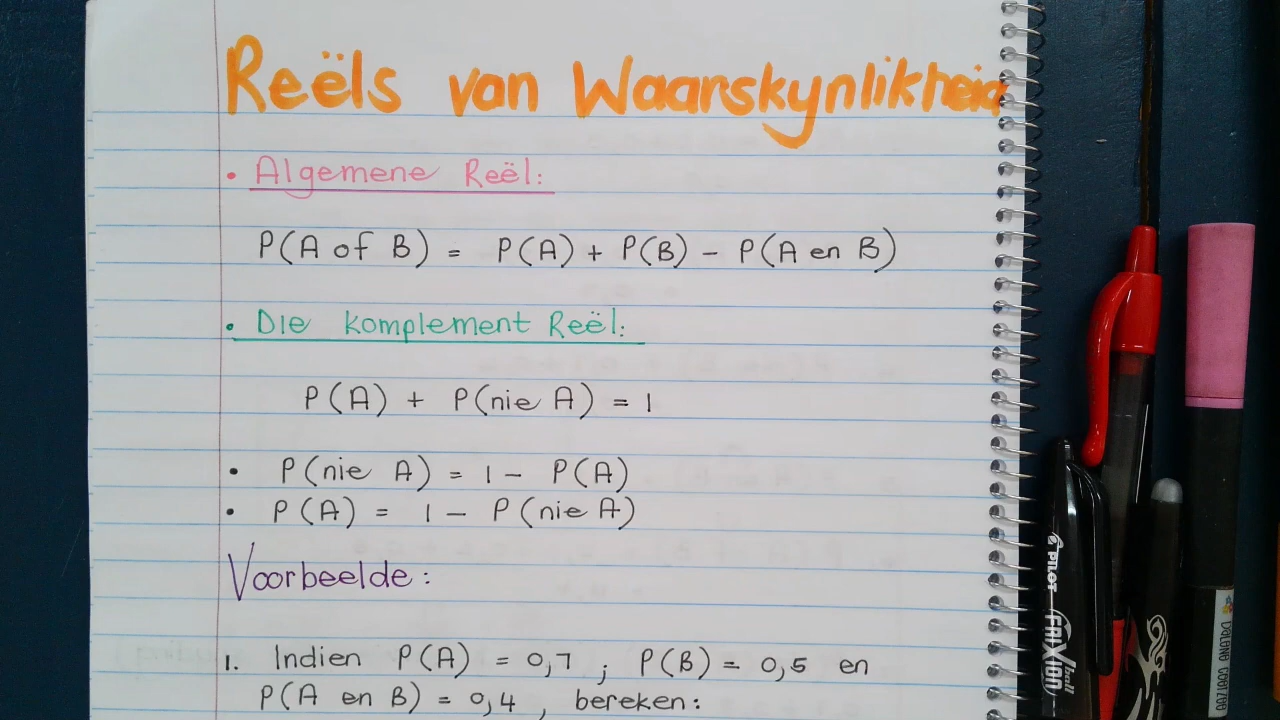 Reëls van Waarskynlikheid
• Algemene Reël:
P(A of B) = P(A) + P(B) - P(A en B)
• Die komplement Reël:
P(A) + P(nie A) = 1
• P(nie A) = 1 - P(A)
• P(A) = 1 - P(nie A)
Voorbeelde:
1. Indien P(A) = 0,7 ; P(B) = 0,5 en
P(A en B) = 0,4 , bereken:
PILOT
FRIXion ball